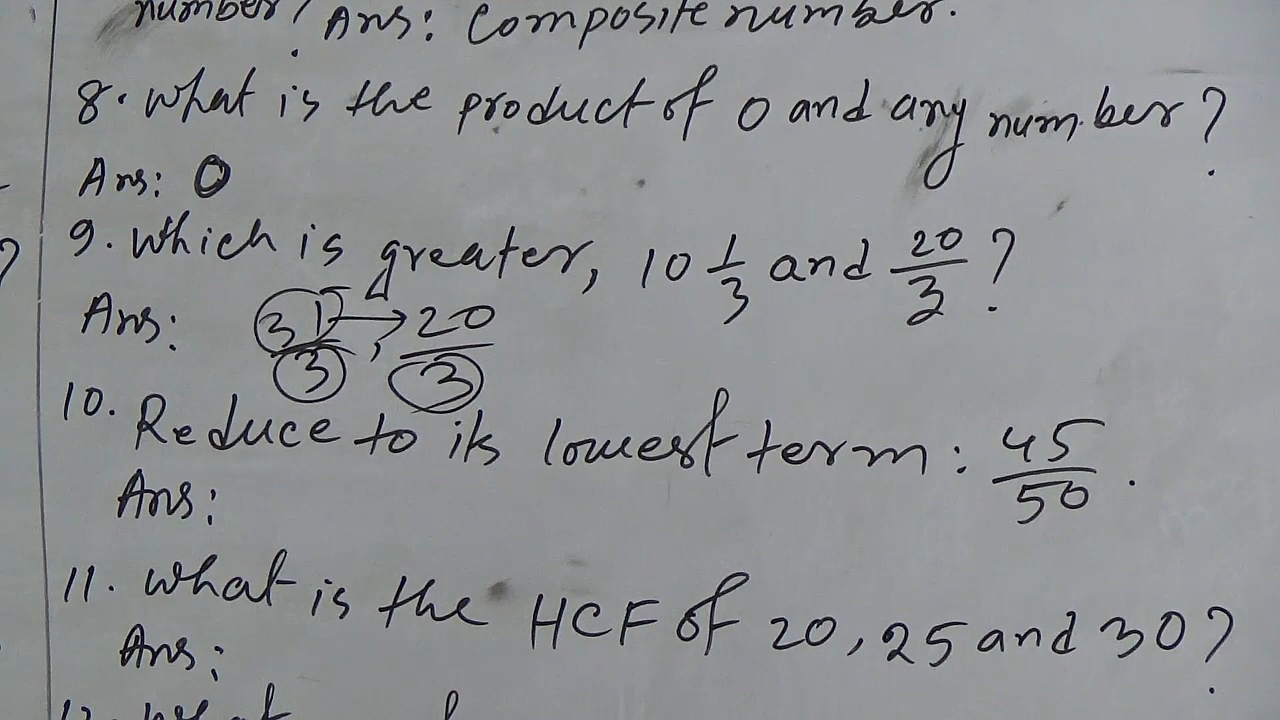 number? Ans: Composite number.
8. What is the product of 0 and any number?
Ans: 0
9. Which is greater, 10 1/3 and 20/3?
Ans: 31/3, 20/3
10. Reduce to its lowest term: 45/50.
Ans:
11. What is the HCF of 20, 25 and 30?
Ans: